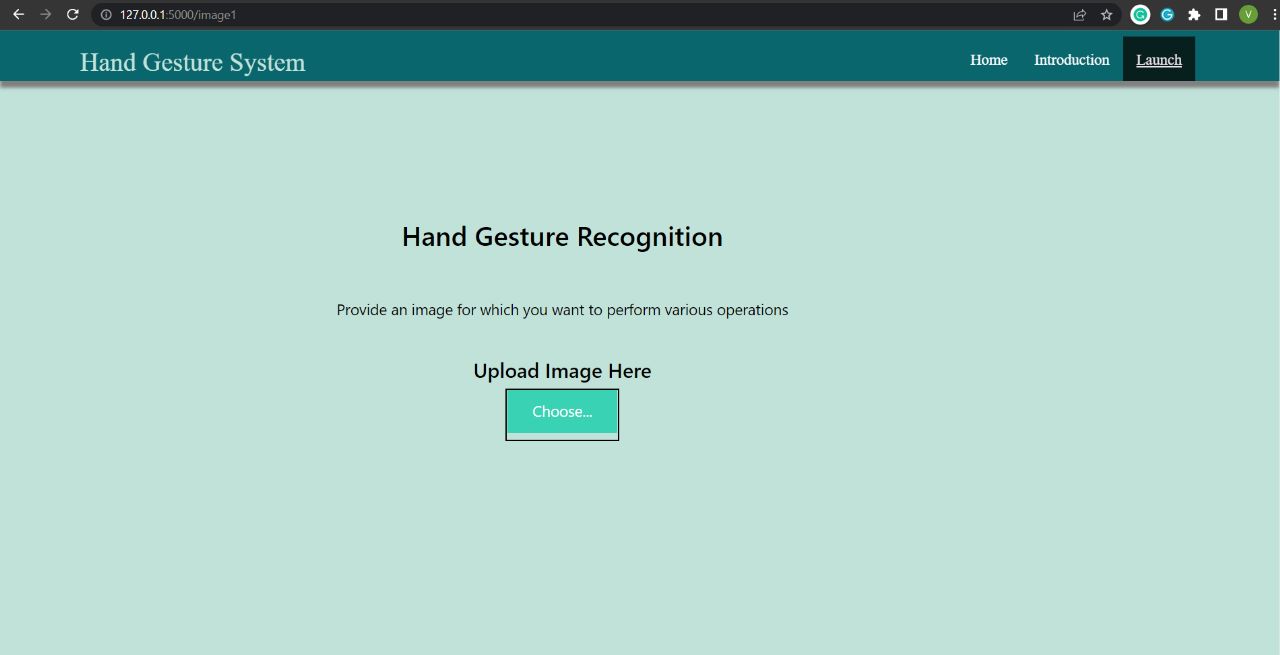 127.0.0.1:5000/image1
V
Hand Gesture System
Home Introduction Launch
Hand Gesture Recognition
Provide an image for which you want to perform various operations
Upload Image Here
Choose...